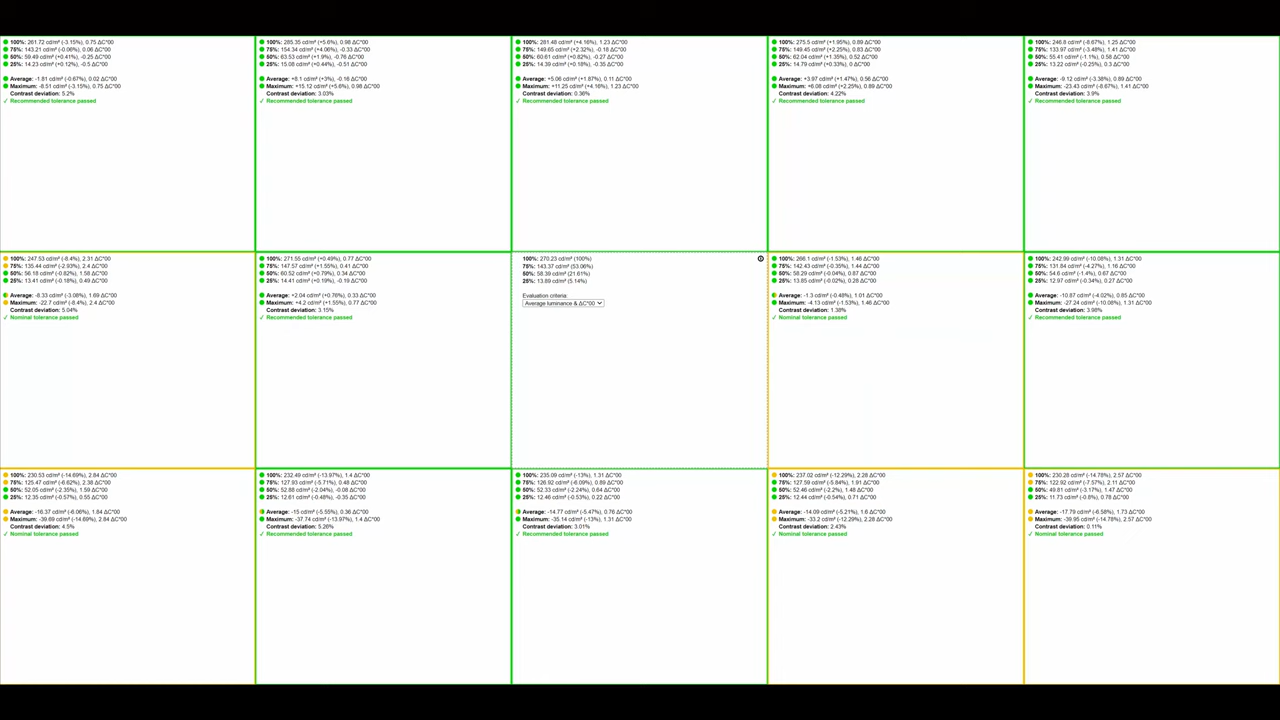 100%: 261.72 cd/m² (-3.15%), 0.75 ΔC*00
75%: 143.21 cd/m² (-0.06%), 0.06 ΔC*00
50%: 59.49 cd/m² (+0.41%), -0.25 ΔC*00
25%: 14.23 cd/m² (+0.12%), -0.5 ΔC*00
Average: -1.81 cd/m² (-0.67%), 0.02 ΔC*00
Maximum: -8.51 cd/m² (-3.15%), 0.75 ΔC*00
Contrast deviation: 5.2%
✓ Recommended tolerance passed
100%: 285.35 cd/m² (+5.6%), 0.98 ΔC*00
75%: 154.34 cd/m² (+4.06%), -0.33 ΔC*00
50%: 63.53 cd/m² (+1.9%), -0.76 ΔC*00
25%: 15.08 cd/m² (+0.44%), -0.51 ΔC*00
Average: +8.1 cd/m² (+3%), -0.16 ΔC*00
Maximum: +15.12 cd/m² (+5.6%), 0.98 ΔC*00
Contrast deviation: 3.03%
✓ Recommended tolerance passed
100%: 281.48 cd/m² (+4.16%), 1.23 ΔC*00
75%: 149.65 cd/m² (+2.32%), -0.18 ΔC*00
50%: 60.61 cd/m² (+0.82%), -0.27 ΔC*00
25%: 14.39 cd/m² (+0.18%), -0.35 ΔC*00
Average: +5.06 cd/m² (+1.87%), 0.11 ΔC*00
Maximum: +11.25 cd/m² (+4.16%), 1.23 ΔC*00
Contrast deviation: 0.36%
✓ Recommended tolerance passed
100%: 275.5 cd/m² (+1.95%), 0.89 ΔC*00
75%: 149.45 cd/m² (+2.25%), 0.83 ΔC*00
50%: 62.04 cd/m² (+1.35%), 0.52 ΔC*00
25%: 14.79 cd/m² (+0.33%), 0 ΔC*00
Average: +3.97 cd/m² (+1.47%), 0.56 ΔC*00
Maximum: +6.08 cd/m² (+2.25%), 0.89 ΔC*00
Contrast deviation: 4.22%
✓ Recommended tolerance passed
100%: 246.8 cd/m² (-8.67%), 1.25 ΔC*00
75%: 133.97 cd/m² (-3.48%), 1.41 ΔC*00
50%: 55.41 cd/m² (-1.1%), 0.58 ΔC*00
25%: 13.22 cd/m² (-0.25%), 0.3 ΔC*00
Average: -9.12 cd/m² (-3.38%), 0.89 ΔC*00
Maximum: -23.43 cd/m² (-8.67%), 1.41 ΔC*00
Contrast deviation: 3.9%
✓ Recommended tolerance passed
100%: 247.53 cd/m² (-8.4%), 2.31 ΔC*00
75%: 135.44 cd/m² (-2.93%), 2.4 ΔC*00
50%: 56.18 cd/m² (-0.82%), 1.58 ΔC*00
25%: 13.41 cd/m² (-0.18%), 0.49 ΔC*00
Average: -8.33 cd/m² (-3.08%), 1.69 ΔC*00
Maximum: -22.7 cd/m² (-8.4%), 2.4 ΔC*00
Contrast deviation: 5.04%
✓ Nominal tolerance passed
100%: 271.55 cd/m² (+0.49%), 0.77 ΔC*00
75%: 147.57 cd/m² (+1.55%), 0.41 ΔC*00
50%: 60.52 cd/m² (+0.79%), 0.34 ΔC*00
25%: 14.41 cd/m² (+0.19%), -0.19 ΔC*00
Average: +2.04 cd/m² (+0.76%), 0.33 ΔC*00
Maximum: +4.2 cd/m² (+1.55%), 0.77 ΔC*00
Contrast deviation: 3.15%
✓ Recommended tolerance passed
100%: 270.23 cd/m² (100%)
75%: 143.37 cd/m² (53.06%)
50%: 58.39 cd/m² (21.61%)
25%: 13.89 cd/m² (5.14%)
Evaluation criteria:
Average luminance & ΔC*00
100%: 266.1 cd/m² (-1.53%), 1.46 ΔC*00
75%: 142.43 cd/m² (-0.35%), 1.44 ΔC*00
50%: 58.29 cd/m² (-0.04%), 0.87 ΔC*00
25%: 13.85 cd/m² (-0.02%), 0.28 ΔC*00
Average: -1.3 cd/m² (-0.48%), 1.01 ΔC*00
Maximum: -4.13 cd/m² (-1.53%), 1.46 ΔC*00
Contrast deviation: 1.38%
✓ Nominal tolerance passed
100%: 242.99 cd/m² (-10.08%), 1.31 ΔC*00
75%: 131.84 cd/m² (-4.27%), 1.16 ΔC*00
50%: 54.6 cd/m² (-1.4%), 0.67 ΔC*00
25%: 12.97 cd/m² (-0.34%), 0.27 ΔC*00
Average: -10.87 cd/m² (-4.02%), 0.85 ΔC*00
Maximum: -27.24 cd/m² (-10.08%), 1.31 ΔC*00
Contrast deviation: 3.98%
✓ Recommended tolerance passed
100%: 230.53 cd/m² (-14.69%), 2.84 ΔC*00
75%: 125.47 cd/m² (-6.62%), 2.38 ΔC*00
50%: 52.05 cd/m² (-2.35%), 1.59 ΔC*00
25%: 12.35 cd/m² (-0.57%), 0.55 ΔC*00
Average: -16.37 cd/m² (-6.06%), 1.84 ΔC*00
Maximum: -39.69 cd/m² (-14.69%), 2.84 ΔC*00
Contrast deviation: 4.5%
✓ Nominal tolerance passed
100%: 232.49 cd/m² (-13.97%), 1.4 ΔC*00
75%: 127.93 cd/m² (-5.71%), 0.48 ΔC*00
50%: 52.88 cd/m² (-2.04%), -0.08 ΔC*00
25%: 12.61 cd/m² (-0.48%), -0.35 ΔC*00
Average: -15 cd/m² (-5.55%), 0.36 ΔC*00
Maximum: -37.74 cd/m² (-13.97%), 1.4 ΔC*00
Contrast deviation: 5.26%
✓ Recommended tolerance passed
100%: 235.09 cd/m² (-13%), 1.31 ΔC*00
75%: 126.92 cd/m² (-6.09%), 0.89 ΔC*00
50%: 52.33 cd/m² (-2.24%), 0.64 ΔC*00
25%: 12.46 cd/m² (-0.53%), 0.22 ΔC*00
Average: -14.77 cd/m² (-5.47%), 0.76 ΔC*00
Maximum: -35.14 cd/m² (-13%), 1.31 ΔC*00
Contrast deviation: 3.01%
✓ Recommended tolerance passed
100%: 237.02 cd/m² (-12.29%), 2.28 ΔC*00
75%: 127.59 cd/m² (-5.84%), 1.91 ΔC*00
50%: 52.46 cd/m² (-2.2%), 1.48 ΔC*00
25%: 12.44 cd/m² (-0.54%), 0.71 ΔC*00
Average: -14.09 cd/m² (-5.21%), 1.6 ΔC*00
Maximum: -33.2 cd/m² (-12.29%), 2.28 ΔC*00
Contrast deviation: 2.43%
✓ Nominal tolerance passed
100%: 230.28 cd/m² (-14.78%), 2.57 ΔC*00
75%: 122.92 cd/m² (-7.57%), 2.11 ΔC*00
50%: 49.81 cd/m² (-3.17%), 1.47 ΔC*00
25%: 11.73 cd/m² (-0.8%), 0.78 ΔC*00
Average: -17.79 cd/m² (-6.58%), 1.73 ΔC*00
Maximum: -39.95 cd/m² (-14.78%), 2.57 ΔC*00
Contrast deviation: 0.11%
✓ Nominal tolerance passed